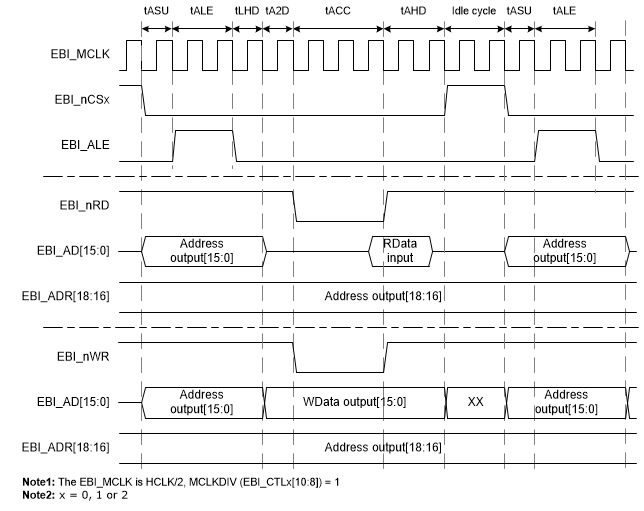 tASU tALE tLHD tA2D tACC tAHD Idle cycle tASU tALE
EBI_MCLK
EBI_nCSx
EBI_ALE
EBI_nRD
EBI_AD[15:0] Address output[15:0] RData input Address output[15:0]
EBI_ADR[18:16] Address output[18:16]
EBI_nWR
EBI_AD[15:0] Address output[15:0] WData output[15:0] XX Address output[15:0]
EBI_ADR[18:16] Address output[18:16]
Note1: The EBI_MCLK is HCLK/2, MCLKDIV (EBI_CTLx[10:8]) = 1
Note2: x = 0, 1 or 2